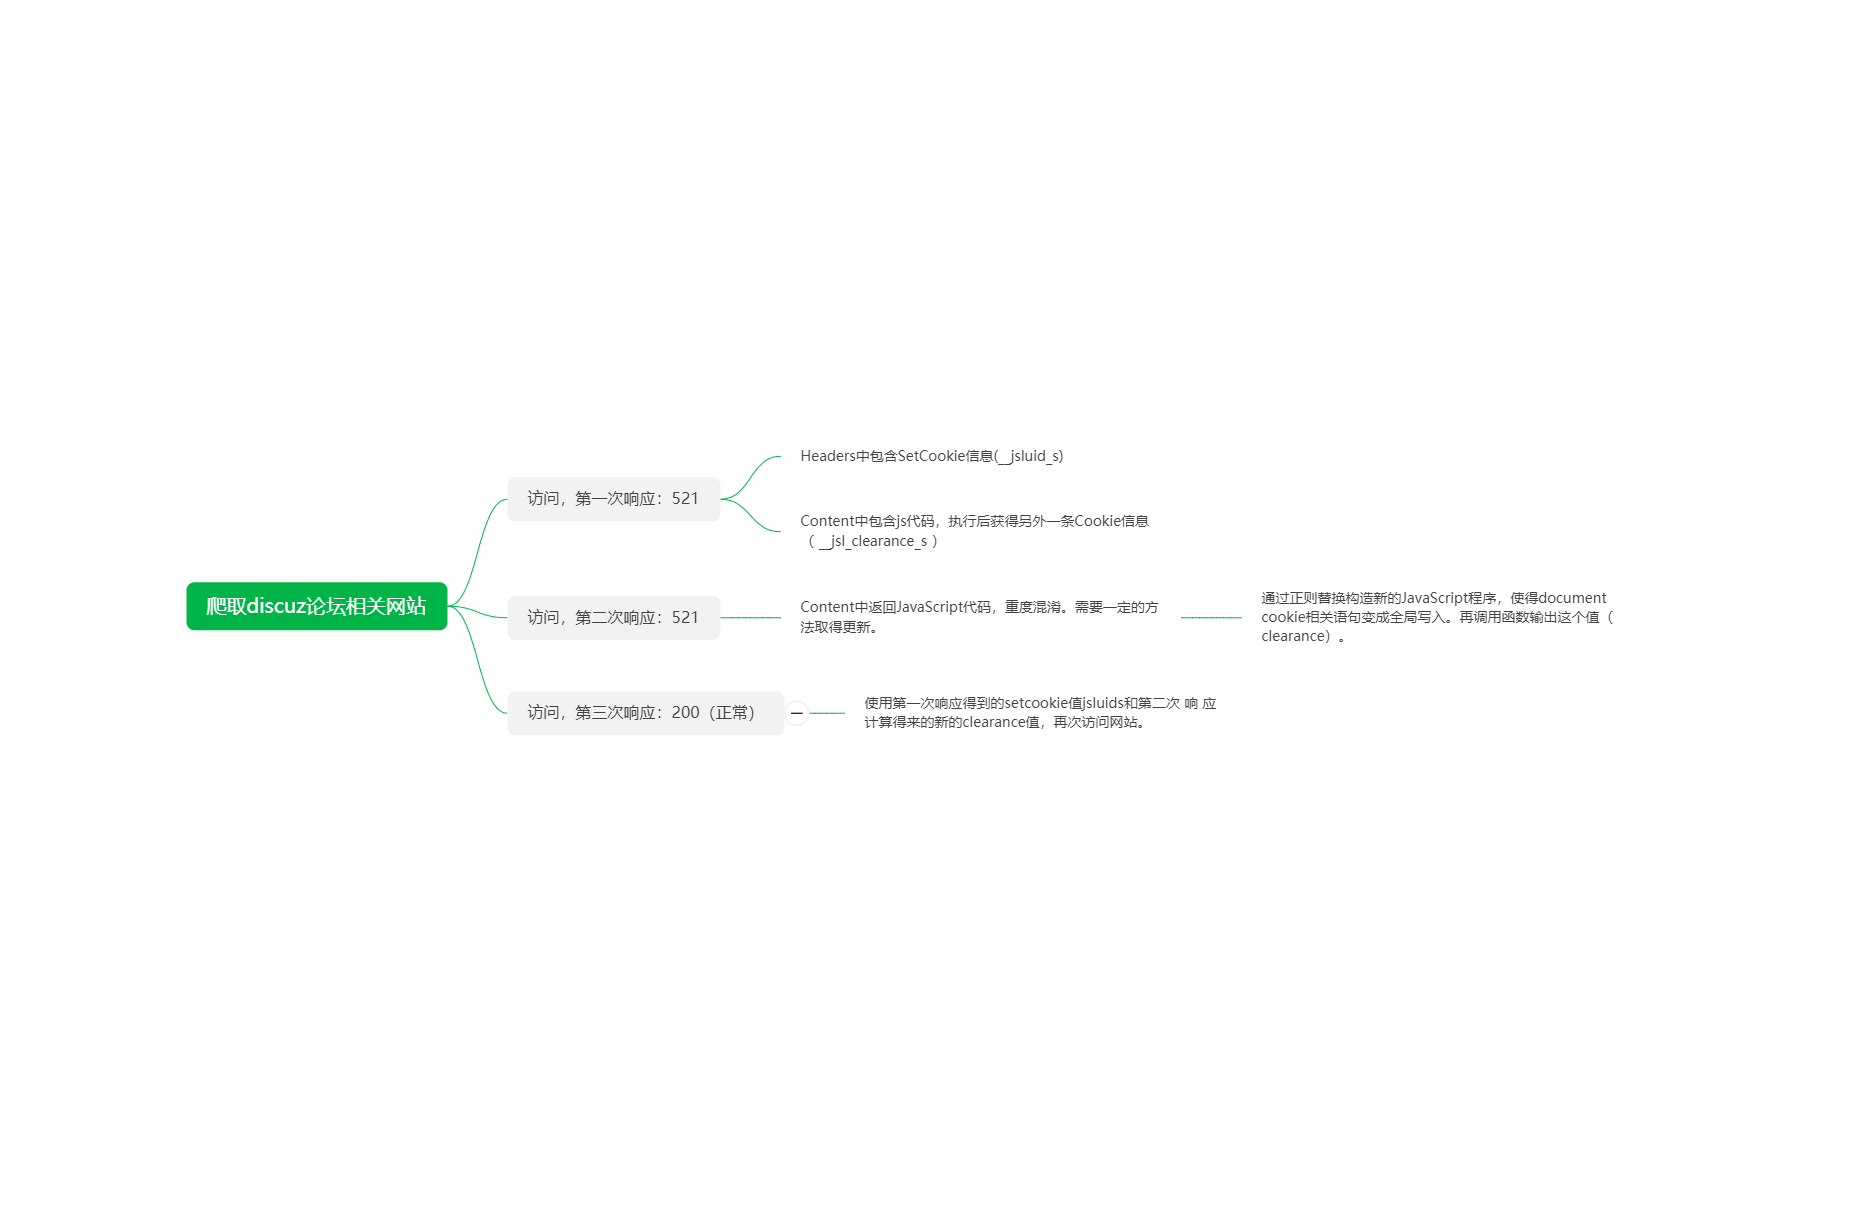 爬取discuz论坛相关网站
访问，第一次响应：521
Headers中包含SetCookie信息(__jsluid_s)
Content中包含js代码，执行后获得另外一条Cookie信息
（ __jsl_clearance_s ）
访问，第二次响应：521
Content中返回JavaScript代码，重度混淆。需要一定的方
法取得更新。
通过正则替换构造新的JavaScript程序，使得document
cookie相关语句变成全局写入。再调用函数输出这个值（
clearance）。
访问，第三次响应：200（正常）
使用第一次响应得到的setcookie值jsluids和第二次 响 应
计算得来的新的clearance值，再次访问网站。